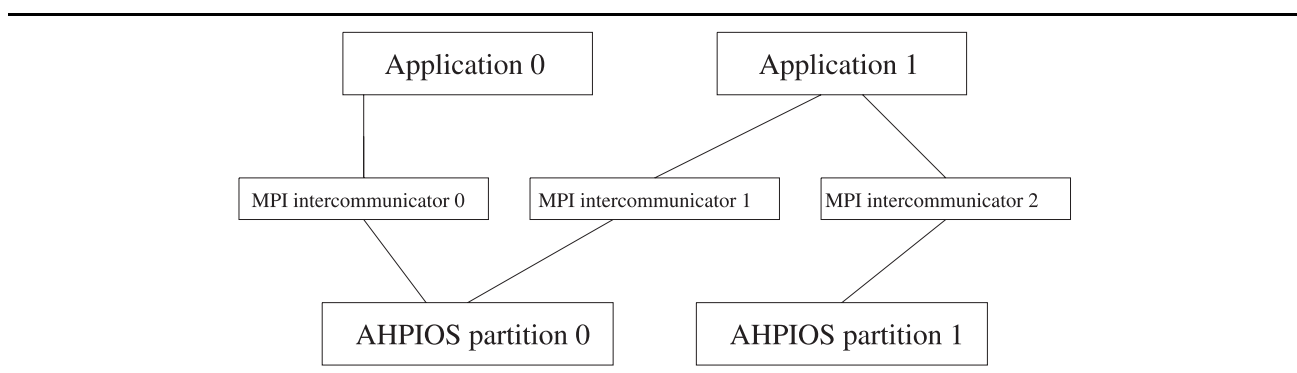 Application 0
Application 1
MPI intercommunicator 0
MPI intercommunicator 1
MPI intercommunicator 2
AHPIOS partition 0
AHPIOS partition 1